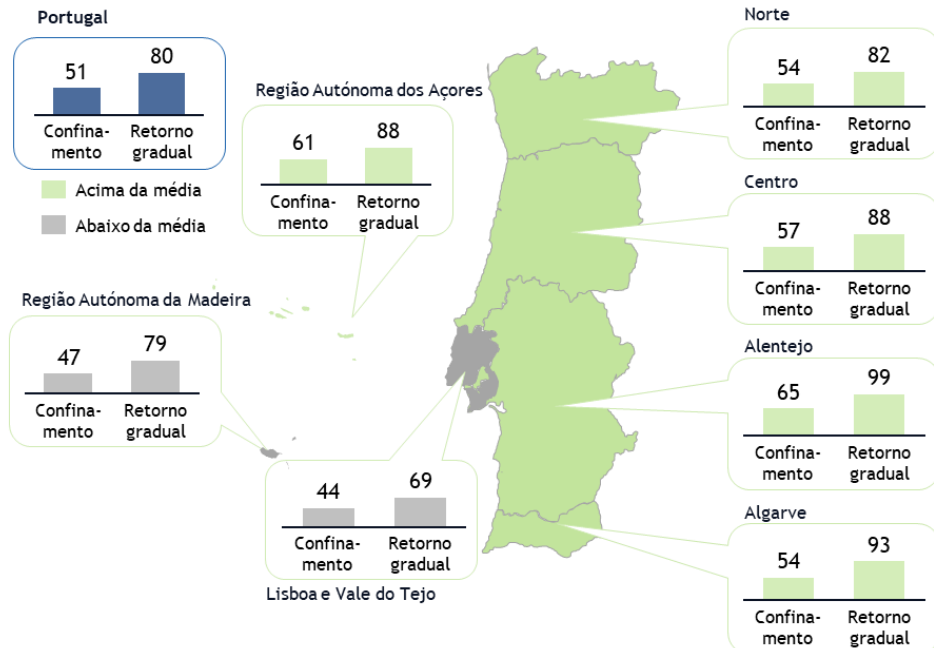 Portugal
51 80
Confina-
mento
Retorno
gradual
Acima da média
Abaixo da média
Região Autónoma dos Açores
61 88
Confina-
mento
Retorno
gradual
Região Autónoma da Madeira
47 79
Confina-
mento
Retorno
gradual
44 69
Confina-
mento
Retorno
gradual
Lisboa e Vale do Tejo
Norte
54 82
Confina-
mento
Retorno
gradual
Centro
57 88
Confina-
mento
Retorno
gradual
Alentejo
65 99
Confina-
mento
Retorno
gradual
Algarve
54 93
Confina-
mento
Retorno
gradual